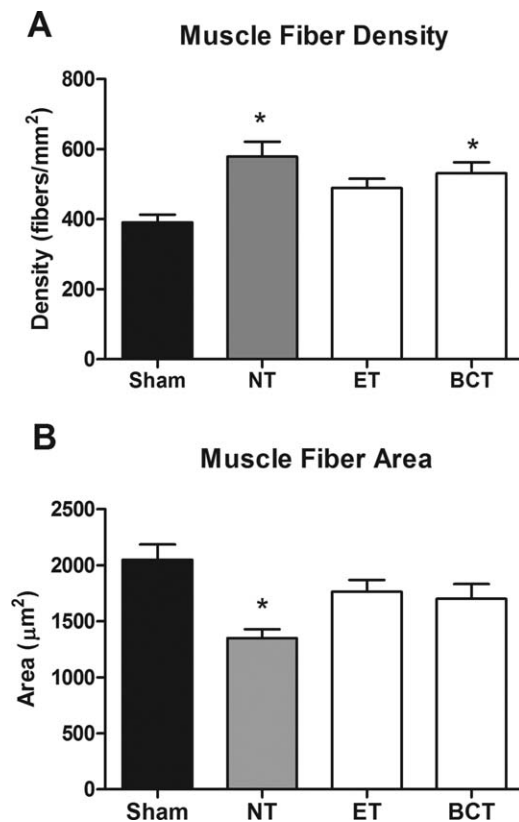 A
Muscle Fiber Density
Density (fibers/mm²)
800
600
400
200
0
*
*
Sham NT ET BCT
B
Muscle Fiber Area
Area (μm²)
2500
2000
1500
1000
500
0
*
Sham NT ET BCT